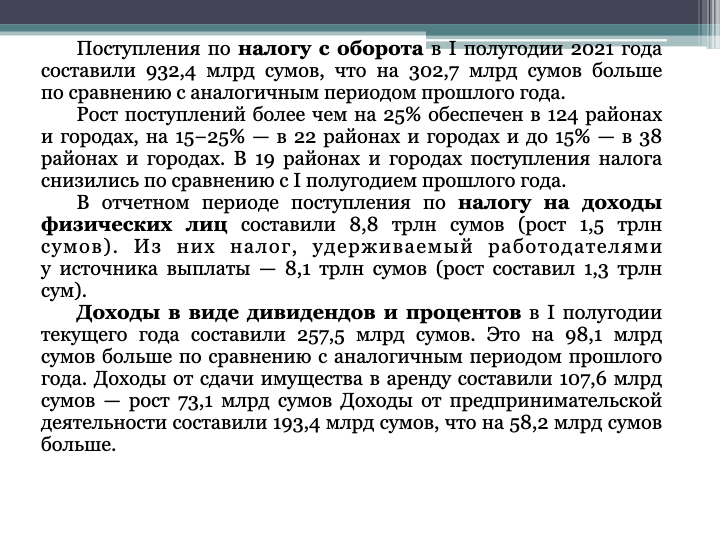 Поступления по налогу с оборота в I полугодии 2021 года
составили 932,4 млрд сумов, что на 302,7 млрд сумов больше
по сравнению с аналогичным периодом прошлого года.
Рост поступлений более чем на 25% обеспечен в 124 районах
и городах, на 15–25% — в 22 районах и городах и до 15% — в 38
районах и городах. В 19 районах и городах поступления налога
снизились по сравнению с I полугодием прошлого года.
В отчетном периоде поступления по налогу на доходы
физических лиц составили 8,8 трлн сумов (рост 1,5 трлн
сумов). Из них налог, удерживаемый работодателями
у источника выплаты — 8,1 трлн сумов (рост составил 1,3 трлн
сум).
Доходы в виде дивидендов и процентов в I полугодии
текущего года составили 257,5 млрд сумов. Это на 98,1 млрд
сумов больше по сравнению с аналогичным периодом прошлого
года. Доходы от сдачи имущества в аренду составили 107,6 млрд
сумов — рост 73,1 млрд сумов Доходы от предпринимательской
деятельности составили 193,4 млрд сумов, что на 58,2 млрд сумов
больше.